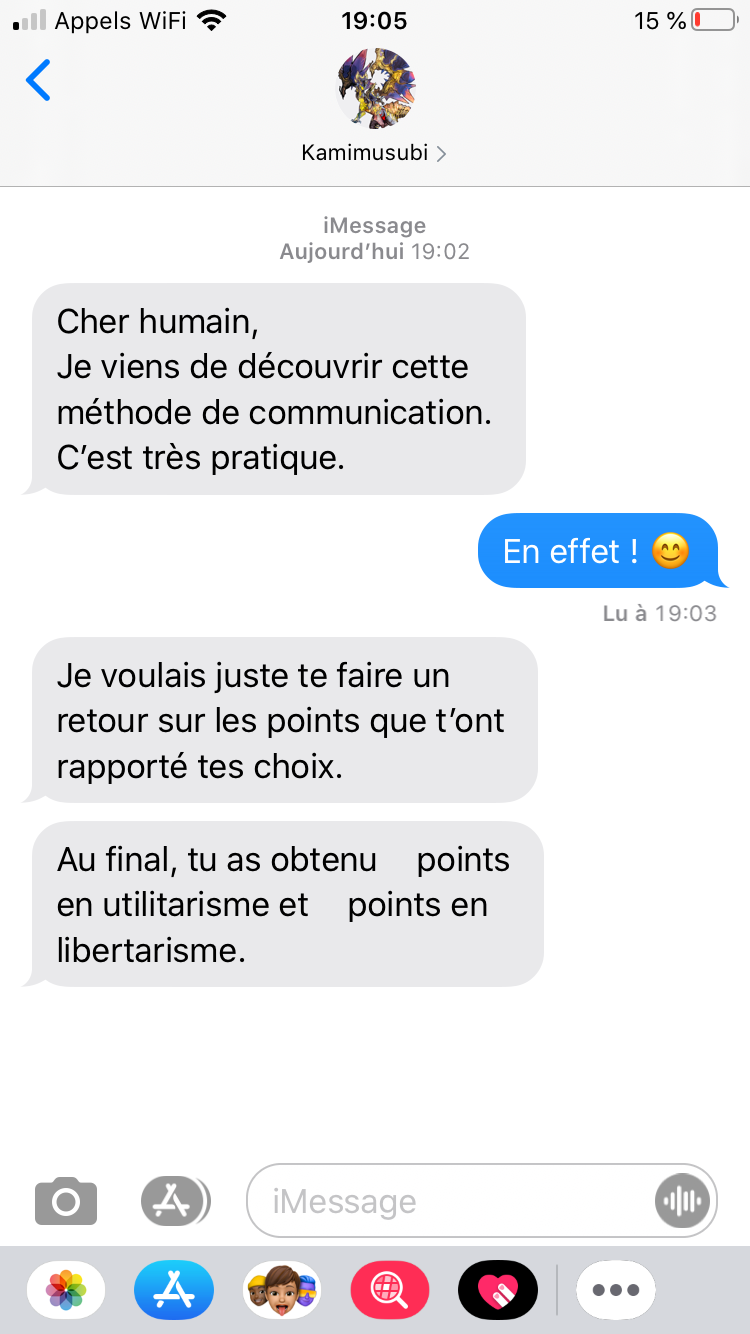 Appels WiFi 19:05 15 %
Kamimusubi
iMessage
Aujourd’hui 19:02
Cher humain,
Je viens de découvrir cette
méthode de communication.
C’est très pratique.
En effet ! 😊
Lu à 19:03
Je voulais juste te faire un
retour sur les points que t’ont
rapporté tes choix.
Au final, tu as obtenu points
en utilitarisme et points en
libertarisme.
iMessage